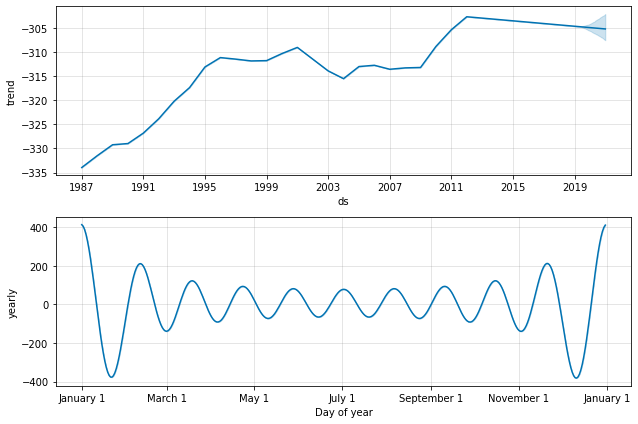 −305
−310
−315
−320
−325
−330
−335
trend
1987 1991 1995 1999 2003 2007 2011 2015 2019
ds
400
200
0
−200
−400
yearly
January 1 March 1 May 1 July 1 September 1 November 1 January 1
Day of year